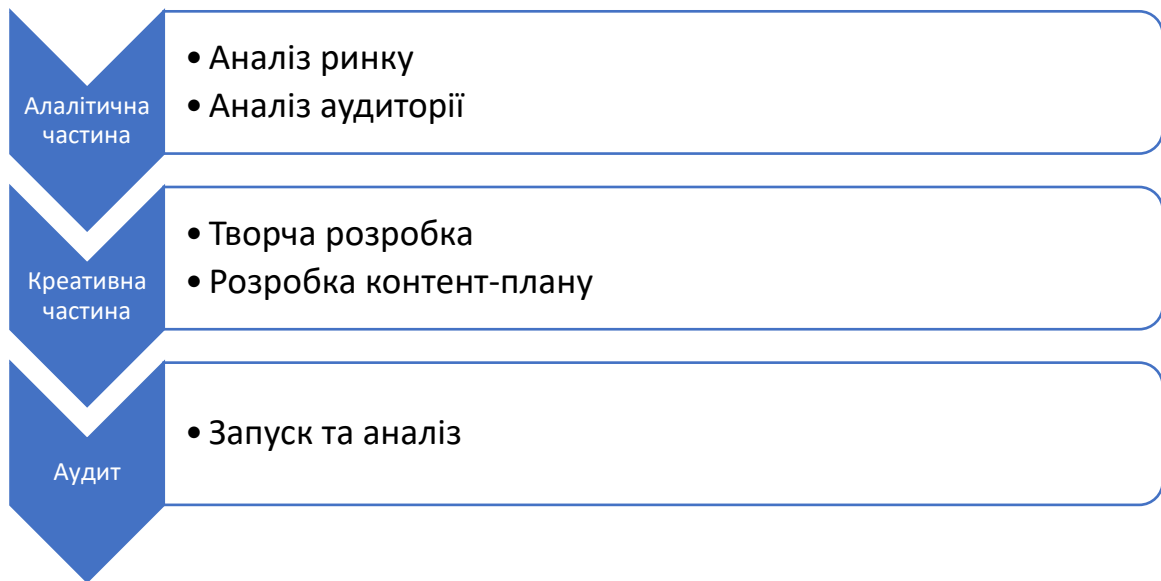 Алалітична
частина
• Аналіз ринку
• Аналіз аудиторії
Креативна
частина
• Творча розробка
• Розробка контент-плану
Аудит
• Запуск та аналіз